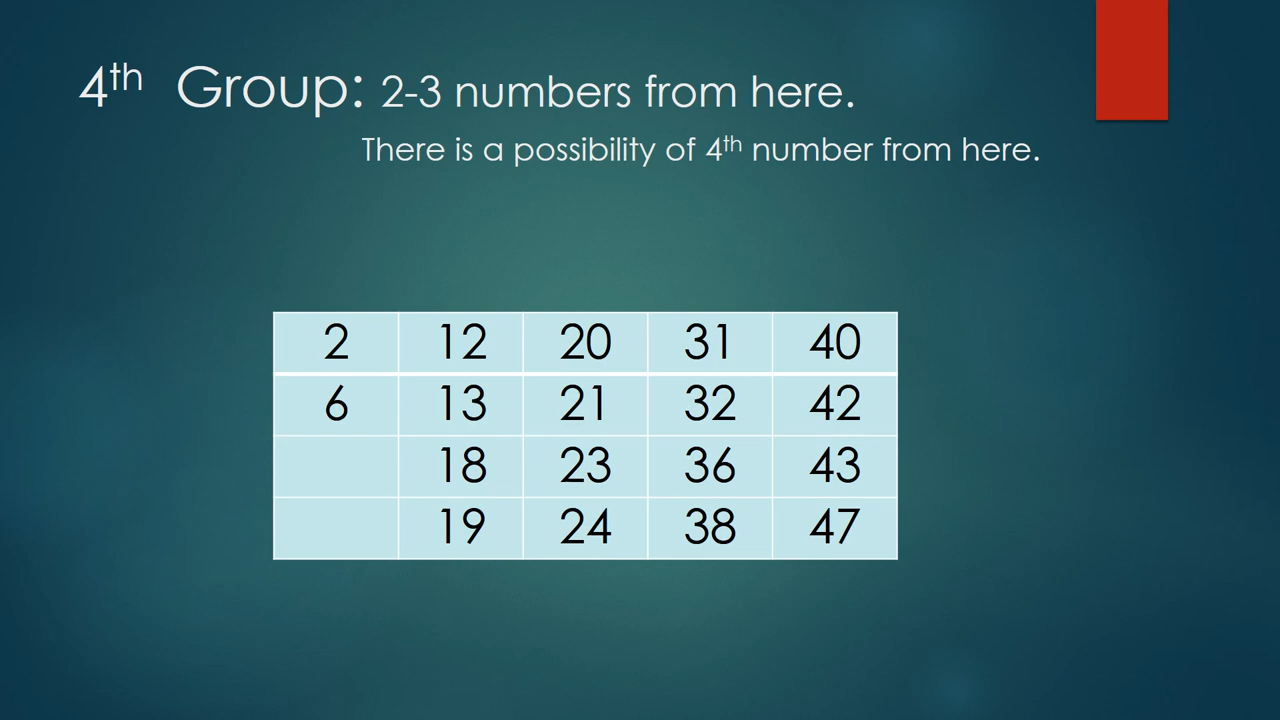 4th Group: 2-3 numbers from here.
There is a possibility of 4th number from here.
2 12 20 31 40
6 13 21 32 42
18 23 36 43
19 24 38 47